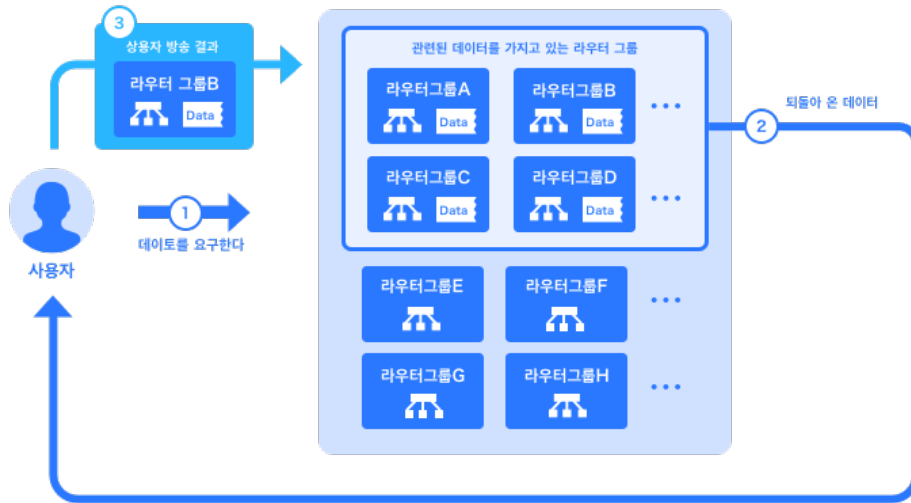 3
상용자 방송 결과
라우터 그룹B
Data
관련된 데이터를 가지고 있는 라우터 그룹
라우터그룹A
라우터그룹B
Data
Data
...
라우터그룹C
라우터그룹D
Data
Data
...
2
되돌아 온 데이터
1
데이토를 요구한다
사용자
라우터그룹E
라우터그룹F
...
라우터그룹G
라우터그룹H
...